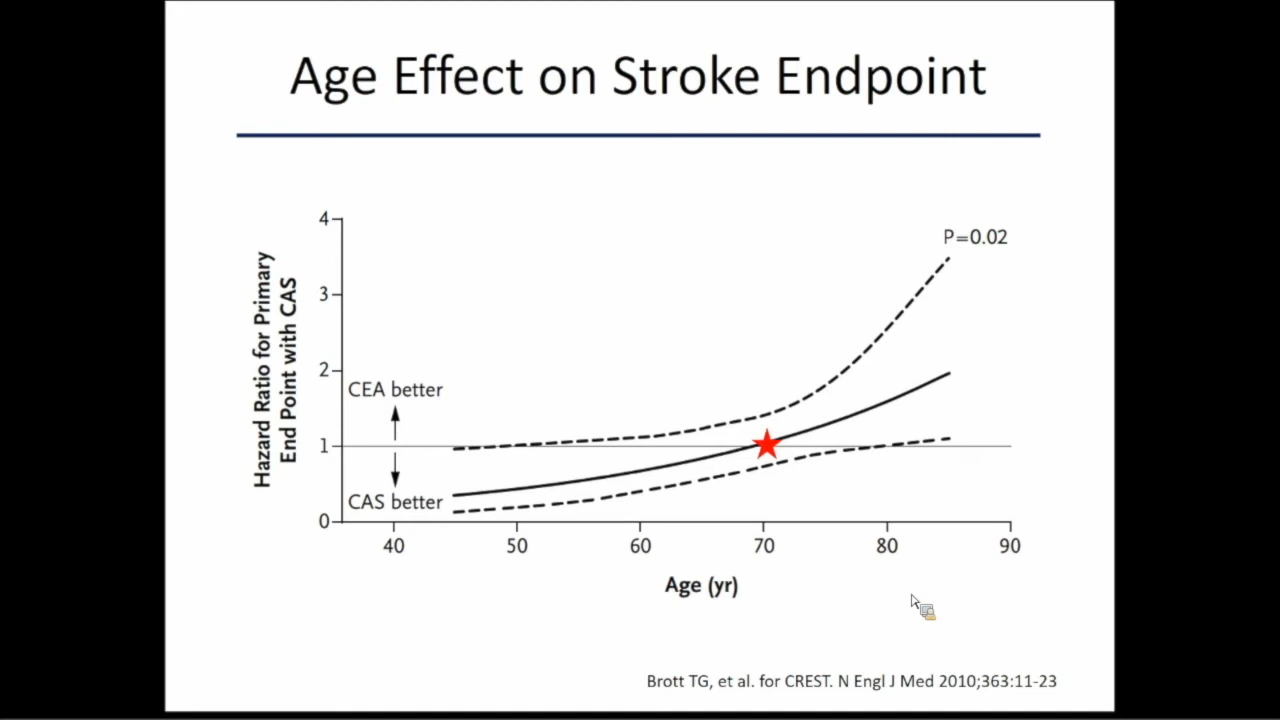 Age Effect on Stroke Endpoint
Hazard Ratio for Primary
End Point with CAS
4
3
2
1
0
P=0.02
CEA better
CAS better
40 50 60 70 80 90
Age (yr)
Brott TG, et al. for CREST. N Engl J Med 2010;363:11-23